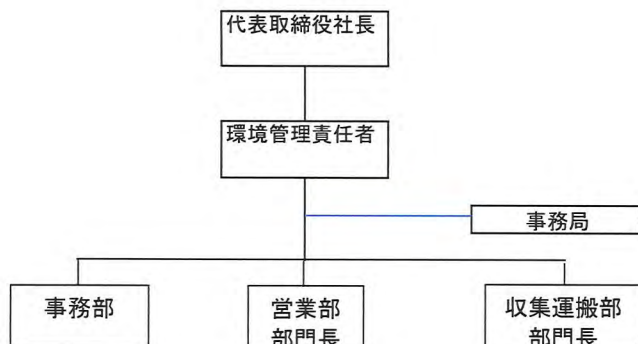 代表取締役社長
環境管理責任者
事務局
事務部
営業部
部門長
収集運搬部
部門長